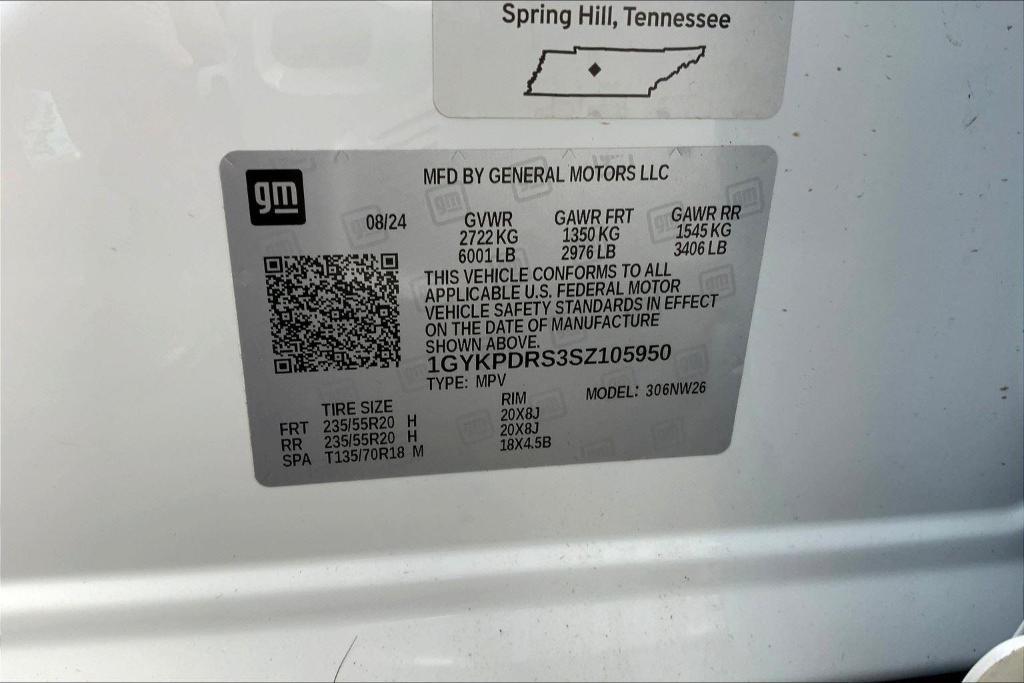 Spring Hill, Tennessee
gm
MFD BY GENERAL MOTORS LLC
08/24
GVWR GAWR FRT GAWR RR
2722 KG 1350 KG 1545 KG
6001 LB 2976 LB 3406 LB
THIS VEHICLE CONFORMS TO ALL
APPLICABLE U.S. FEDERAL MOTOR
VEHICLE SAFETY STANDARDS IN EFFECT
ON THE DATE OF MANUFACTURE
SHOWN ABOVE.
1GYKPDRS3SZ105950
TYPE: MPV MODEL: 306NW26
TIRE SIZE RIM
FRT 235/55R20 H 20X8J
RR 235/55R20 H 20X8J
SPA T135/70R18 M 18X4.5B